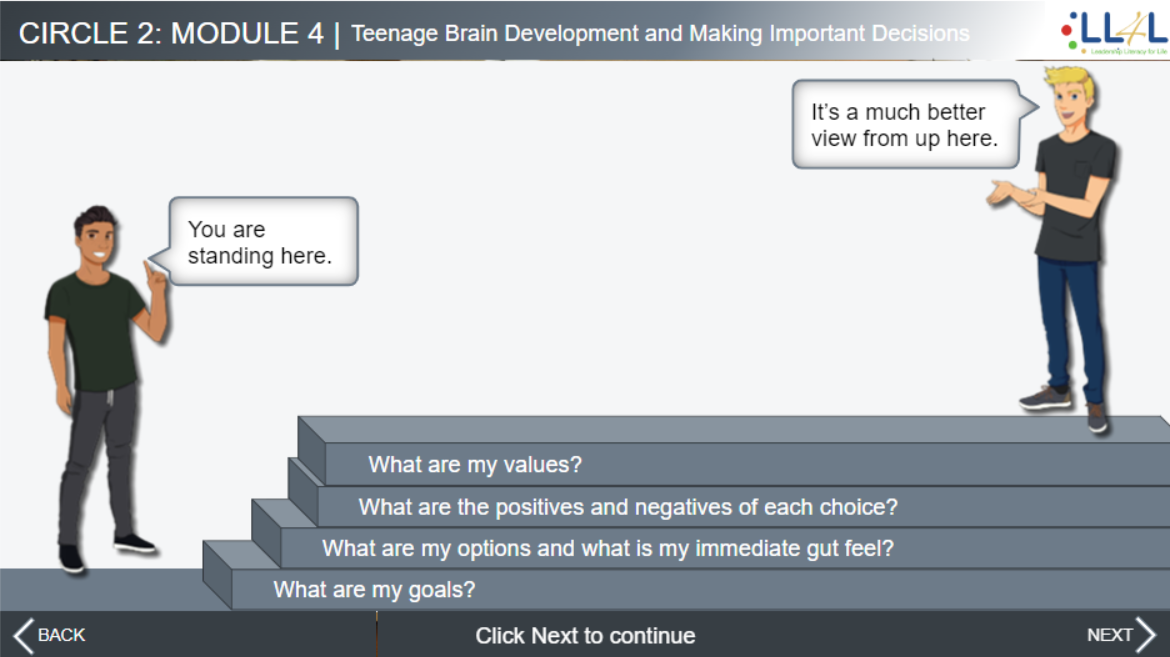 CIRCLE 2: MODULE 4 | Teenage Brain Development and Making Important Decisions
LL4L
Leadership Literacy for Life
It's a much better
view from up here.
You are
standing here.
What are my values?
What are the positives and negatives of each choice?
What are my options and what is my immediate gut feel?
What are my goals?
BACK
Click Next to continue
NEXT